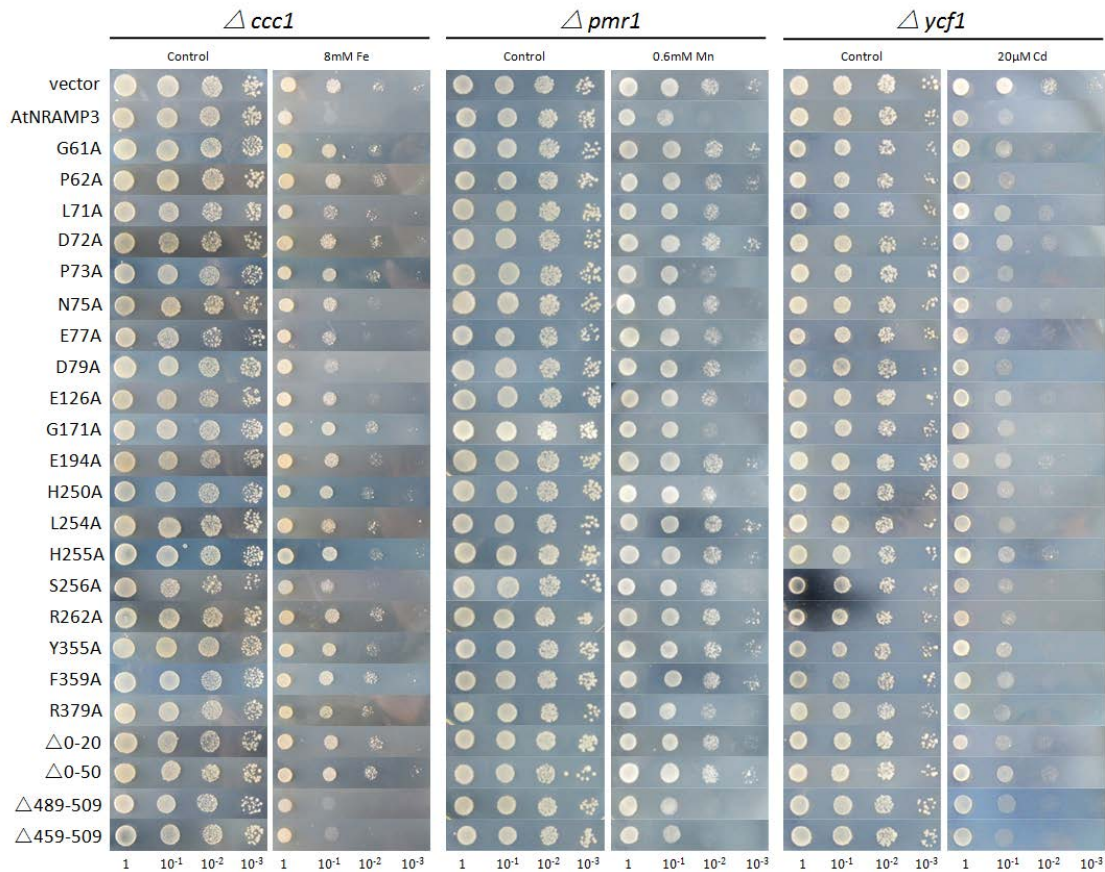 △ ccc1 △ pmr1 △ ycf1
Control 8mM Fe Control 0.6mM Mn Control 20μM Cd
vector
AtNRAMP3
G61A
P62A
L71A
D72A
P73A
N75A
E77A
D79A
E126A
G171A
E194A
H250A
L254A
H255A
S256A
R262A
Y355A
F359A
R379A
△0-20
△0-50
△489-509
△459-509
1 10⁻¹ 10⁻² 10⁻³ 1 10⁻¹ 10⁻² 10⁻³ 1 10⁻¹ 10⁻² 10⁻³ 1 10⁻¹ 10⁻² 10⁻³ 1 10⁻¹ 10⁻² 10⁻³ 1 10⁻¹ 10⁻² 10⁻³